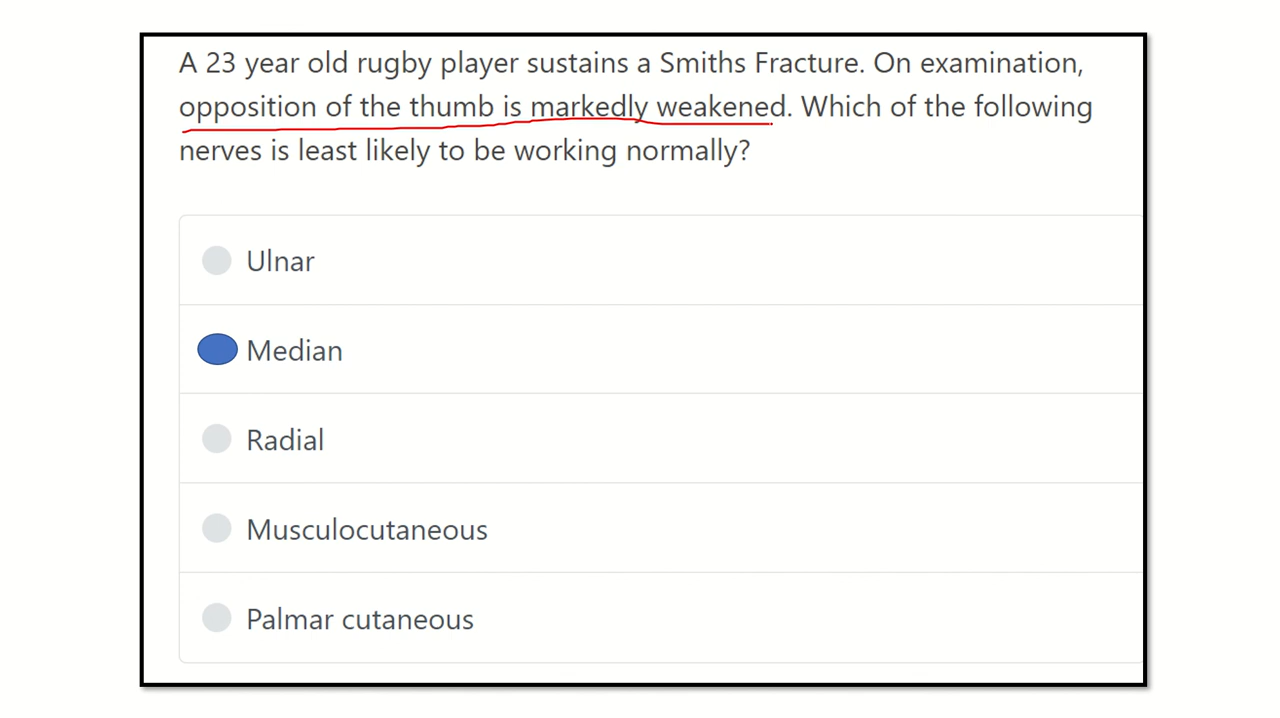 A 23 year old rugby player sustains a Smiths Fracture. On examination,
opposition of the thumb is markedly weakened. Which of the following
nerves is least likely to be working normally?
Ulnar
Median
Radial
Musculocutaneous
Palmar cutaneous